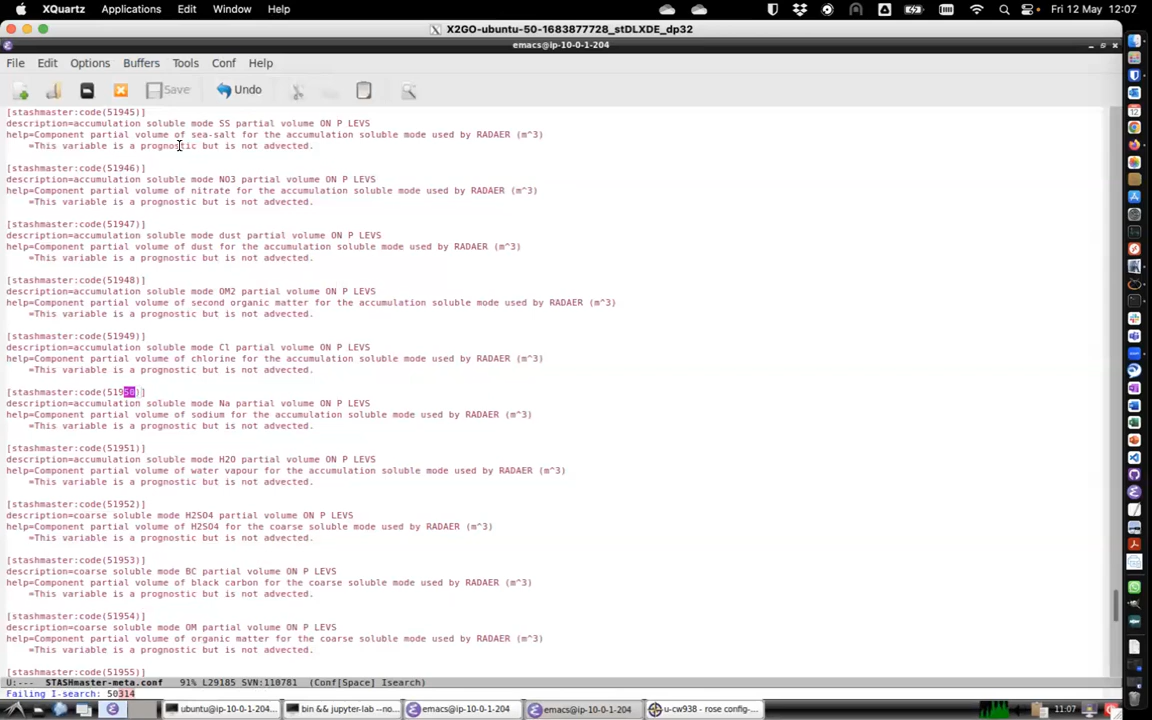 XQuartz Applications Edit Window Help Fri 12 May 12:07
X2GO-ubuntu-50-1683877728_stDLXDE_dp32
emacs@ip-10-0-1-204
File Edit Options Buffers Tools Conf Help
Save Undo
[stashmaster:code(51945)]
description=accumulation soluble mode SS partial volume ON P LEVS
help=Component partial volume of sea-salt for the accumulation soluble mode used by RADAER (m^3)
=This variable is a prognostic but is not advected.
[stashmaster:code(51946)]
description=accumulation soluble mode NO3 partial volume ON P LEVS
help=Component partial volume of nitrate for the accumulation soluble mode used by RADAER (m^3)
=This variable is a prognostic but is not advected.
[stashmaster:code(51947)]
description=accumulation soluble mode dust partial volume ON P LEVS
help=Component partial volume of dust for the accumulation soluble mode used by RADAER (m^3)
=This variable is a prognostic but is not advected.
[stashmaster:code(51948)]
description=accumulation soluble mode OM2 partial volume ON P LEVS
help=Component partial volume of second organic matter for the accumulation soluble mode used by RADAER (m^3)
=This variable is a prognostic but is not advected.
[stashmaster:code(51949)]
description=accumulation soluble mode Cl partial volume ON P LEVS
help=Component partial volume of chlorine for the accumulation soluble mode used by RADAER (m^3)
=This variable is a prognostic but is not advected.
[stashmaster:code(51950)]
description=accumulation soluble mode Na partial volume ON P LEVS
help=Component partial volume of sodium for the accumulation soluble mode used by RADAER (m^3)
=This variable is a prognostic but is not advected.
[stashmaster:code(51951)]
description=accumulation soluble mode H2O partial volume ON P LEVS
help=Component partial volume of water vapour for the accumulation soluble mode used by RADAER (m^3)
=This variable is a prognostic but is not advected.
[stashmaster:code(51952)]
description=coarse soluble mode H2SO4 partial volume ON P LEVS
help=Component partial volume of H2SO4 for the coarse soluble mode used by RADAER (m^3)
=This variable is a prognostic but is not advected.
[stashmaster:code(51953)]
description=coarse soluble mode BC partial volume ON P LEVS
help=Component partial volume of black carbon for the coarse soluble mode used by RADAER (m^3)
=This variable is a prognostic but is not advected.
[stashmaster:code(51954)]
description=coarse soluble mode OM partial volume ON P LEVS
help=Component partial volume of organic matter for the coarse soluble mode used by RADAER (m^3)
=This variable is a prognostic but is not advected.
[stashmaster:code(51955)]
U:--- STASHmaster-meta.conf 91% L29185 SVN:110781 (Conf[Space] Isearch)
Failing I-search: 50314
ubuntu@ip-10-0-1-204... bin && jupyter-lab --no... emacs@ip-10-0-1-204 emacs@ip-10-0-1-204 u-cw938 - rose config-... 11:07